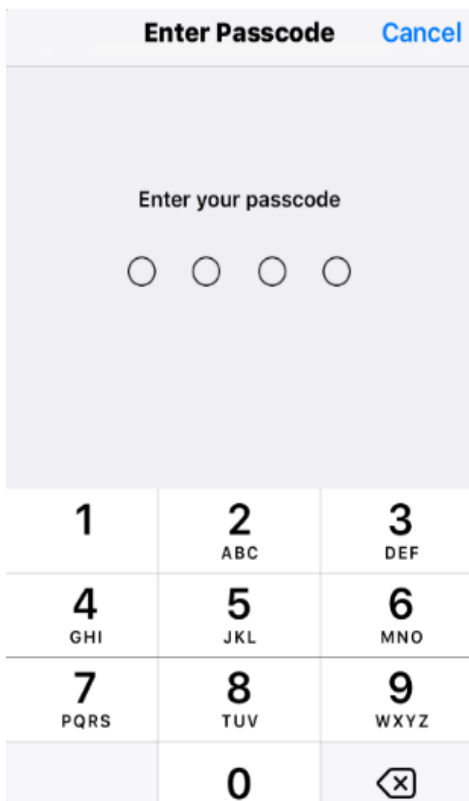 Enter Passcode Cancel
Enter your passcode
1 2 3
ABC DEF
4 5 6
GHI JKL MNO
7 8 9
PQRS TUV WXYZ
0